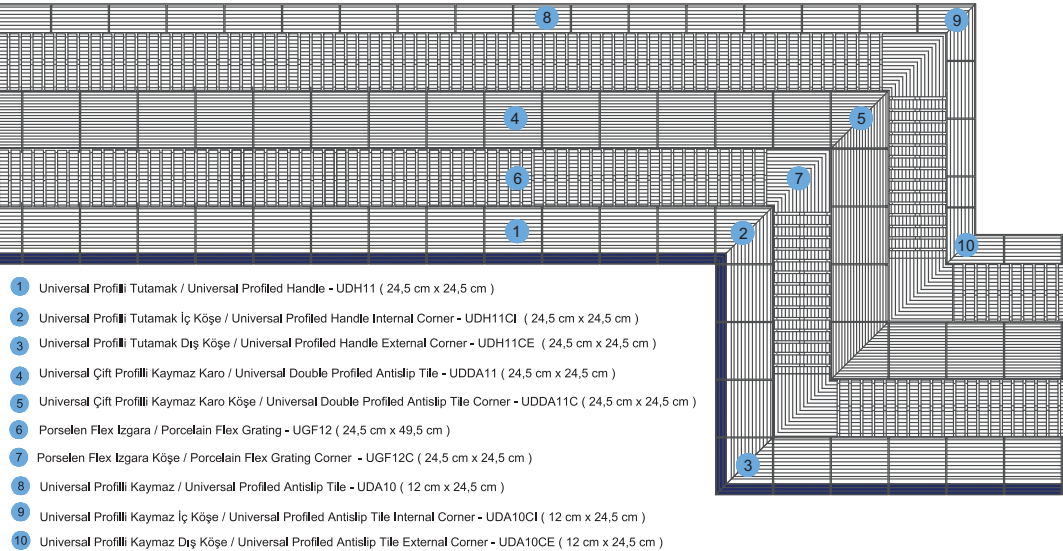 8
9
4
5
6
7
1
2
10
3
1 Universal Profilli Tutamak / Universal Profiled Handle - UDH11 ( 24,5 cm x 24,5 cm )
2 Universal Profilli Tutamak İç Köşe / Universal Profiled Handle Internal Corner - UDH11CI ( 24,5 cm x 24,5 cm )
3 Universal Profilli Tutamak Dış Köşe / Universal Profiled Handle External Corner - UDH11CE ( 24,5 cm x 24,5 cm )
4 Universal Çift Profilli Kaymaz Karo / Universal Double Profiled Antislip Tile - UDDA11 ( 24,5 cm x 24,5 cm )
5 Universal Çift Profilli Kaymaz Karo Köşe / Universal Double Profiled Antislip Tile Corner - UDDA11C ( 24,5 cm x 24,5 cm )
6 Porselen Flex Izgara / Porcelain Flex Grating - UGF12 ( 24,5 cm x 49,5 cm )
7 Porselen Flex Izgara Köşe / Porcelain Flex Grating Corner - UGF12C ( 24,5 cm x 24,5 cm )
8 Universal Profilli Kaymaz / Universal Profiled Antislip Tile - UDA10 ( 12 cm x 24,5 cm )
9 Universal Profilli Kaymaz İç Köşe / Universal Profiled Antislip Tile Internal Corner - UDA10CI ( 12 cm x 24,5 cm )
10 Universal Profilli Kaymaz Dış Köşe / Universal Profiled Antislip Tile External Corner - UDA10CE ( 12 cm x 24,5 cm )